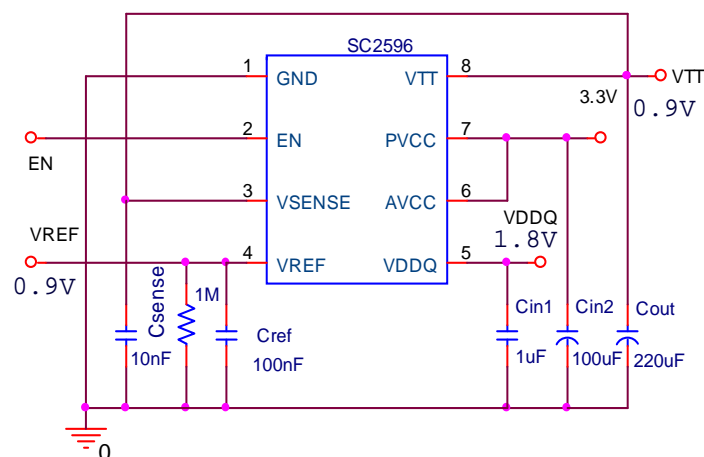 SC2596
1 GND VTT 8
VTT
3.3V
0.9V
2 EN PVCC 7
EN
3 VSENSE AVCC 6
VDDQ
1.8V
VREF
4 VREF VDDQ 5
0.9V
Csense
1M
Cref
10nF
100nF
Cin1
Cin2
Cout
1uF
100uF
220uF
0